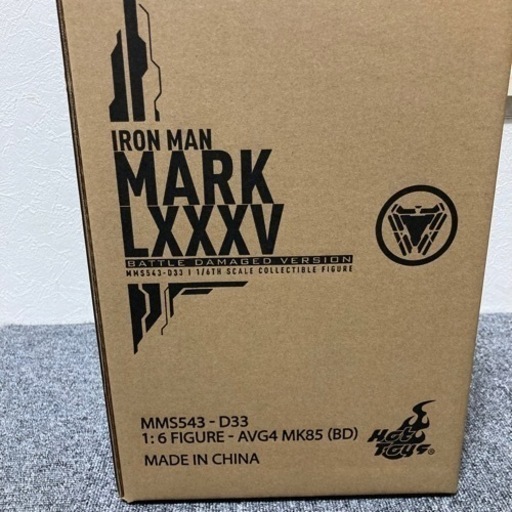 IRON MAN
MARK
LXXXV
BATTLE DAMAGED VERSION
MMS543-D33 | 1/6TH SCALE COLLECTIBLE FIGURE
MMS543 - D33
1: 6 FIGURE - AVG4 MK85 (BD)
MADE IN CHINA
Hot
Toys®